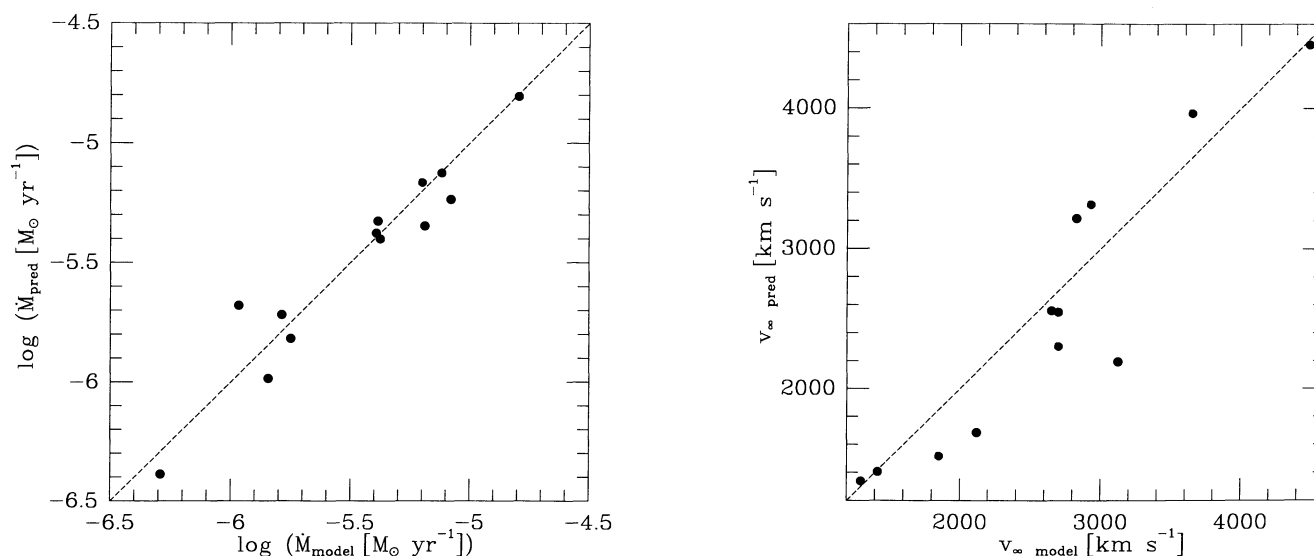 −4.5
−5
−5.5
−6
−6.5
log (Ṁpred [M⊙ yr−1])
−6.5 −6 −5.5 −5 −4.5
log (Ṁmodel [M⊙ yr−1])
4000
3000
2000
v∞ pred [km s−1]
2000 3000 4000
v∞ model [km s−1]